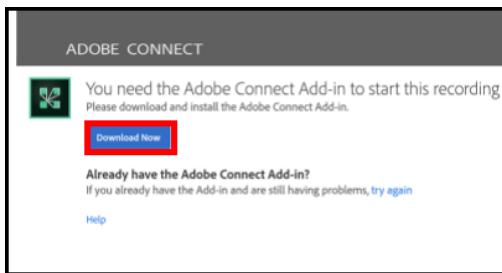 ADOBE CONNECT
You need the Adobe Connect Add-in to start this recording
Please download and install the Adobe Connect Add-in.
Download Now
Already have the Adobe Connect Add-in?
If you already have the Add-in and are still having problems, try again
Help